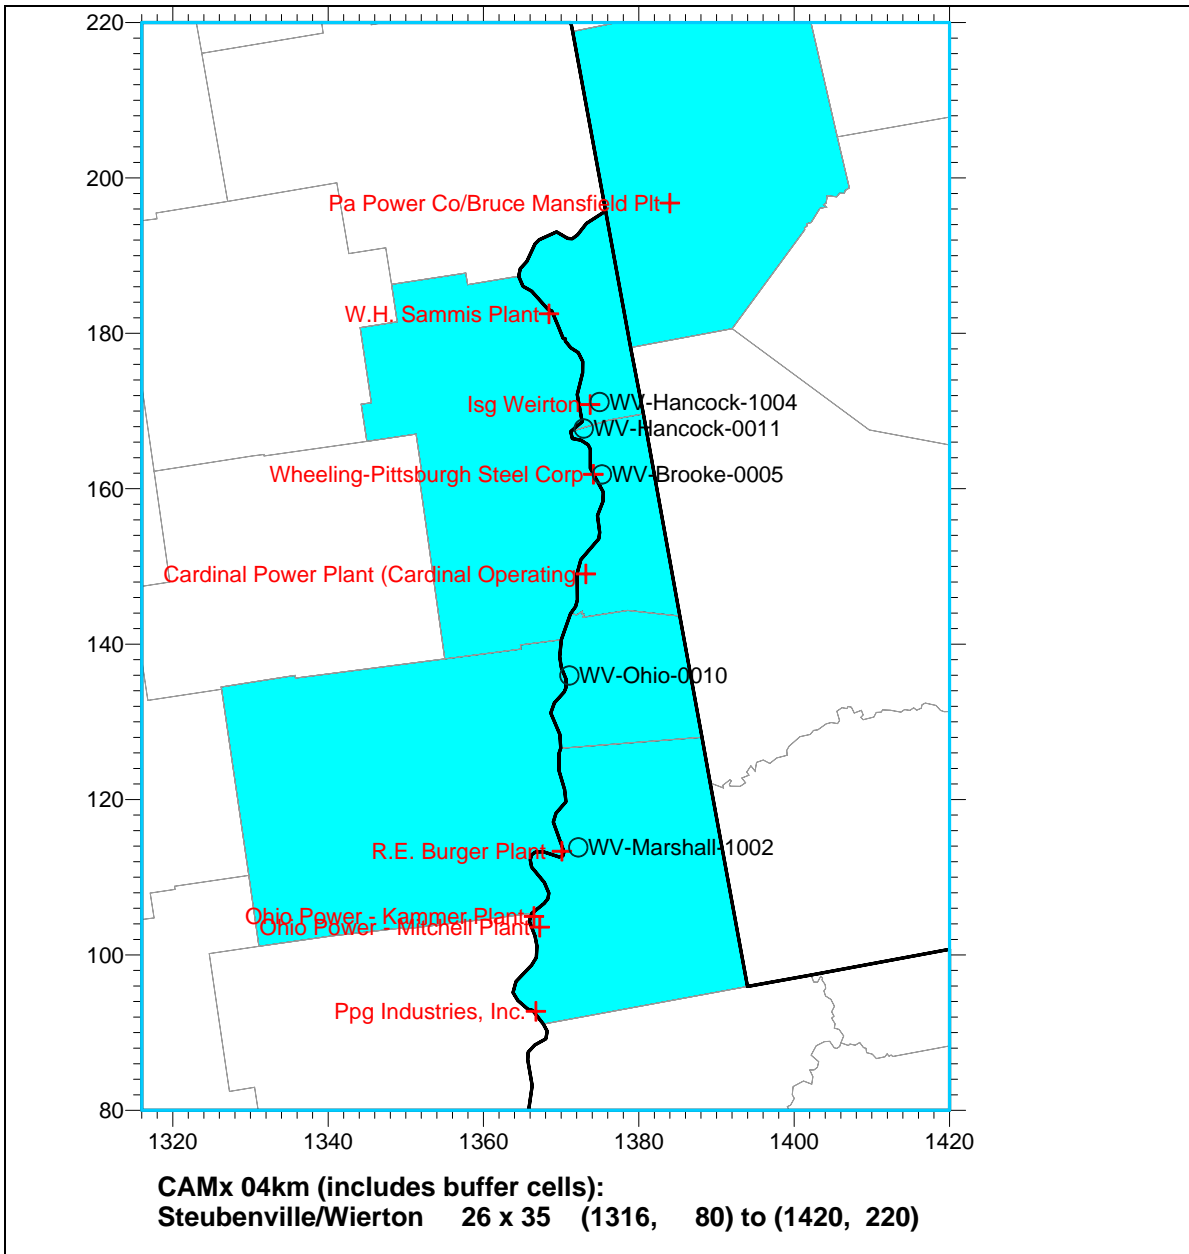 220
200
Pa Power Co/Bruce Mansfield Plt
W.H. Sammis Plant
180
Isg Weirton
WV-Hancock-1004
WV-Hancock-0011
160
Wheeling-Pittsburgh Steel Corp
WV-Brooke-0005
Cardinal Power Plant (Cardinal Operating
140
WV-Ohio-0010
120
R.E. Burger Plant
WV-Marshall-1002
Ohio Power - Kammer Plant
Ohio Power - Mitchell Plant
100
Ppg Industries, Inc.
80
1320 1340 1360 1380 1400 1420
CAMx 04km (includes buffer cells):
Steubenville/Wierton 26 x 35 (1316, 80) to (1420, 220)